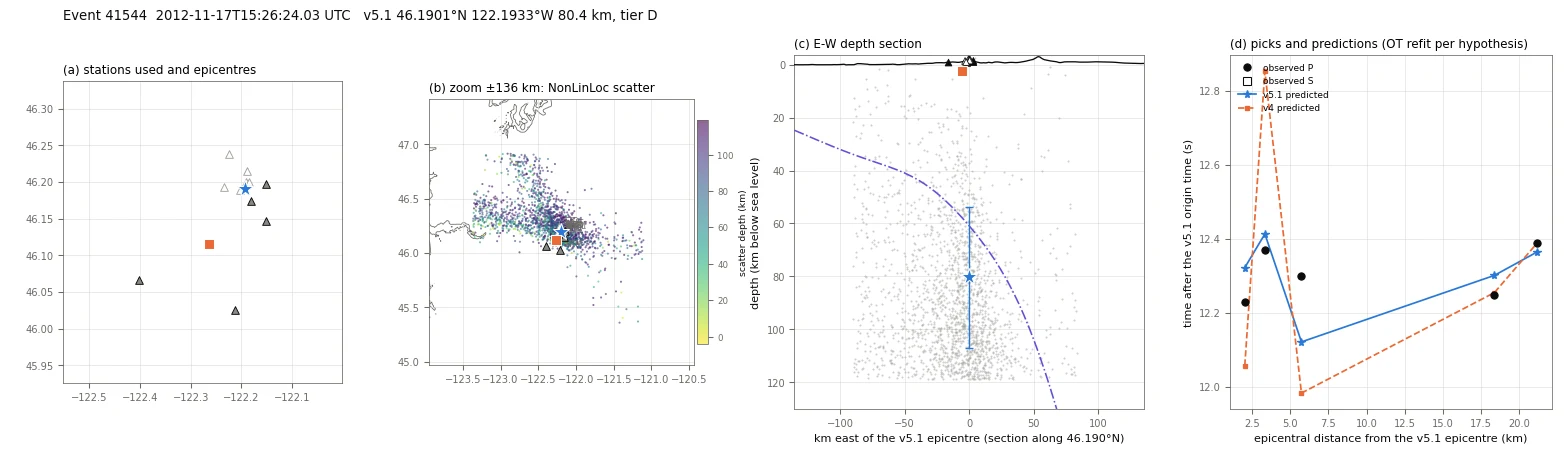 Event 41544  2012-11-17T15:26:24.03 UTC   v5.1 46.1901°N 122.1933°W 80.4 km, tier D
(a) stations used and epicentres
46.30
46.25
46.20
46.15
46.10
46.05
46.00
45.95
−122.5 −122.4 −122.3 −122.2 −122.1
(b) zoom ±136 km: NonLinLoc scatter
47.0
46.5
46.0
45.5
45.0
−123.5 −123.0 −122.5 −122.0 −121.5 −121.0 −120.5
100
80
60
40
20
0
scatter depth (km)
(c) E-W depth section
0
20
40
60
80
100
120
depth (km below sea level)
−100 −50 0 50 100
km east of the v5.1 epicentre (section along 46.190°N)
(d) picks and predictions (OT refit per hypothesis)
observed P
observed S
v5.1 predicted
v4 predicted
12.8
12.6
12.4
12.2
12.0
time after the v5.1 origin time (s)
2.5 5.0 7.5 10.0 12.5 15.0 17.5 20.0
epicentral distance from the v5.1 epicentre (km)